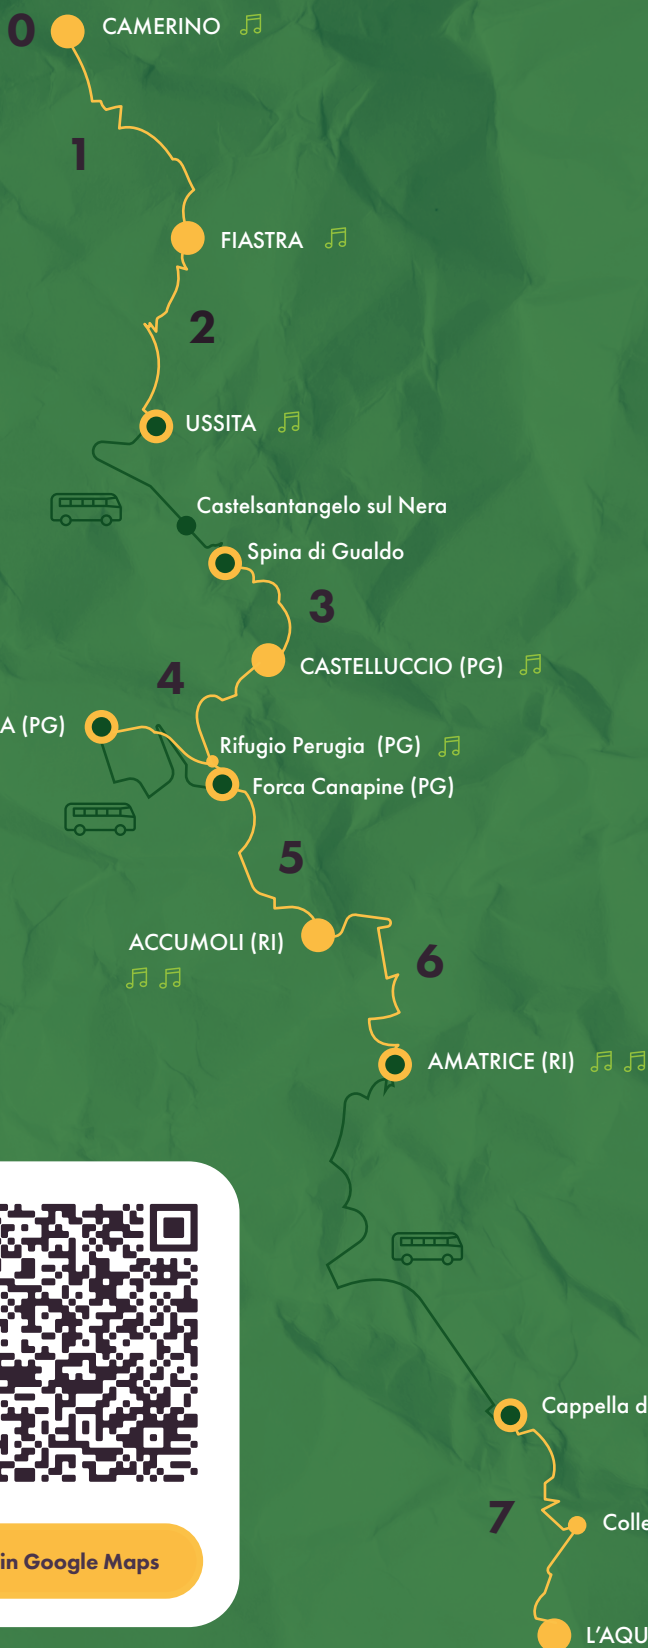 0
CAMERINO
1
FIASTRA
2
USSITA
Castelsantangelo sul Nera
Spina di Gualdo
3
CASTELLUCCIO (PG)
4
A (PG)
Rifugio Perugia (PG)
Forca Canapine (PG)
5
ACCUMOLI (RI)
6
AMATRICE (RI)
Cappella d
7
Colle
in Google Maps
L'AQU